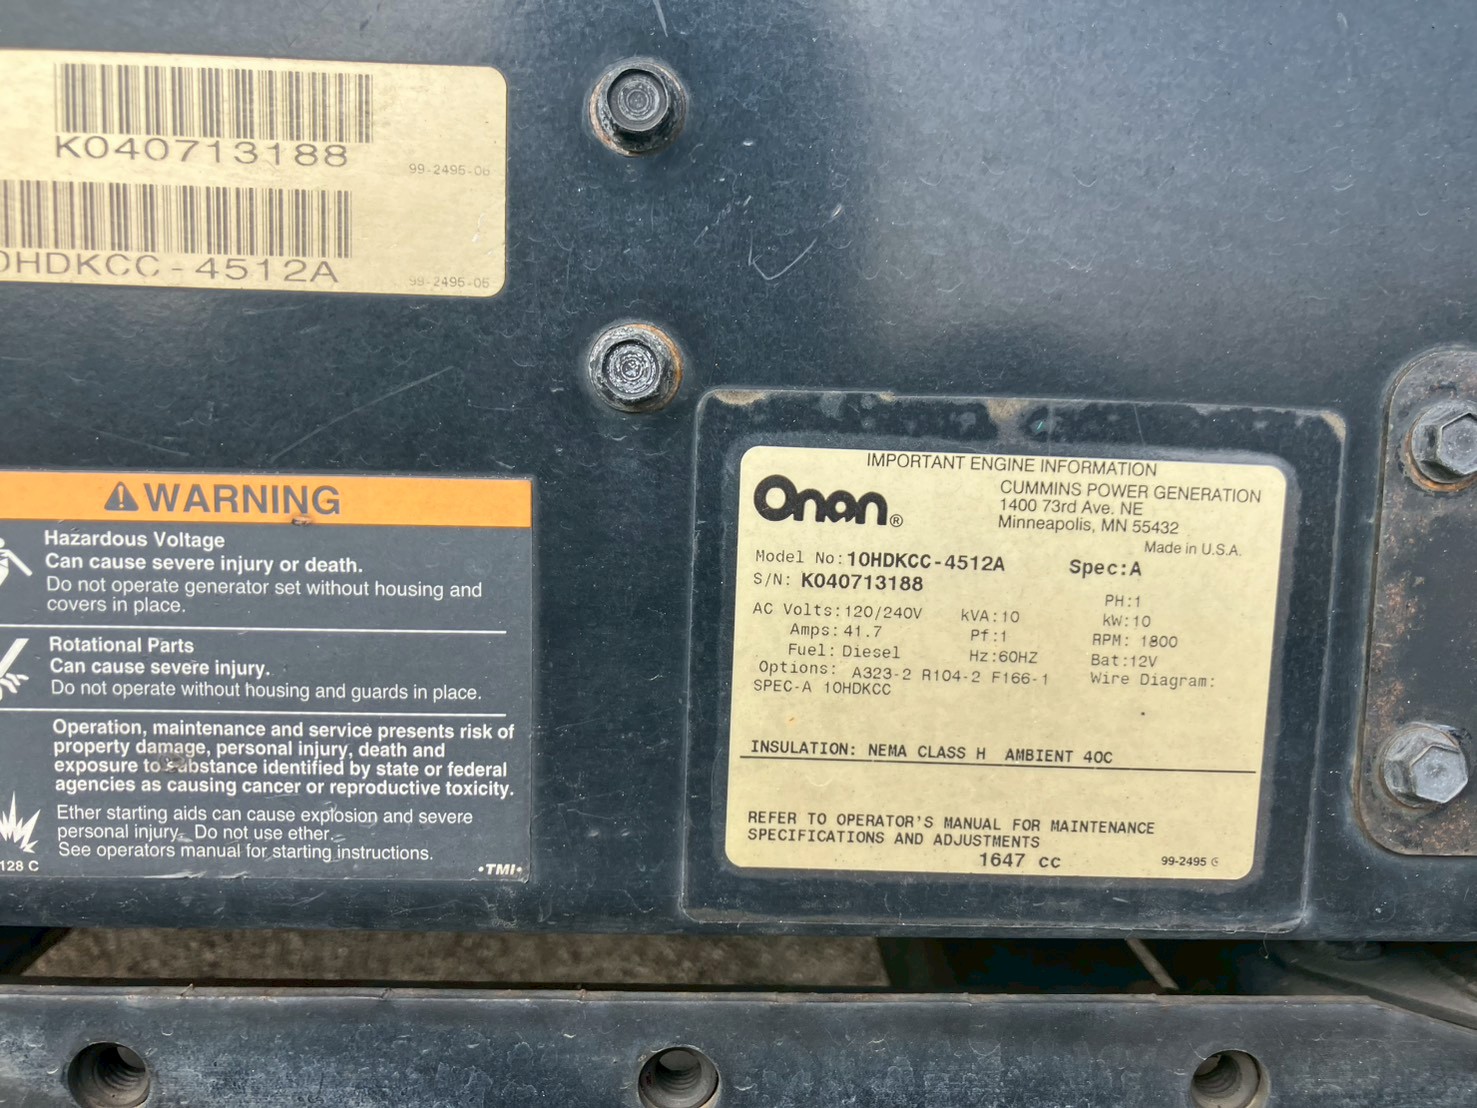 K040713188
99-2495-06
0HDKCC-4512A
99-2495-05
WARNING
Hazardous Voltage
Can cause severe injury or death.
Do not operate generator set without housing and
covers in place.
Rotational Parts
Can cause severe injury.
Do not operate without housing and guards in place.
Operation, maintenance and service presents risk of
property damage, personal injury, death and
exposure to substance identified by state or federal
agencies as causing cancer or reproductive toxicity.
Ether starting aids can cause explosion and severe
personal injury. Do not use ether.
See operators manual for starting instructions.
128 C
•TMI•
IMPORTANT ENGINE INFORMATION
Onan®
CUMMINS POWER GENERATION
1400 73rd Ave. NE
Minneapolis, MN 55432
Made in U.S.A.
Model No: 10HDKCC-4512A Spec:A
S/N: K040713188
PH:1
AC Volts:120/240V kVA:10 kW:10
Amps:41.7 Pf:1 RPM: 1800
Fuel: Diesel Hz:60HZ Bat:12V
Options: A323-2 R104-2 F166-1 Wire Diagram:
SPEC-A 10HDKCC
INSULATION: NEMA CLASS H AMBIENT 40C
REFER TO OPERATOR'S MANUAL FOR MAINTENANCE
SPECIFICATIONS AND ADJUSTMENTS
1647 cc
99-2495 G